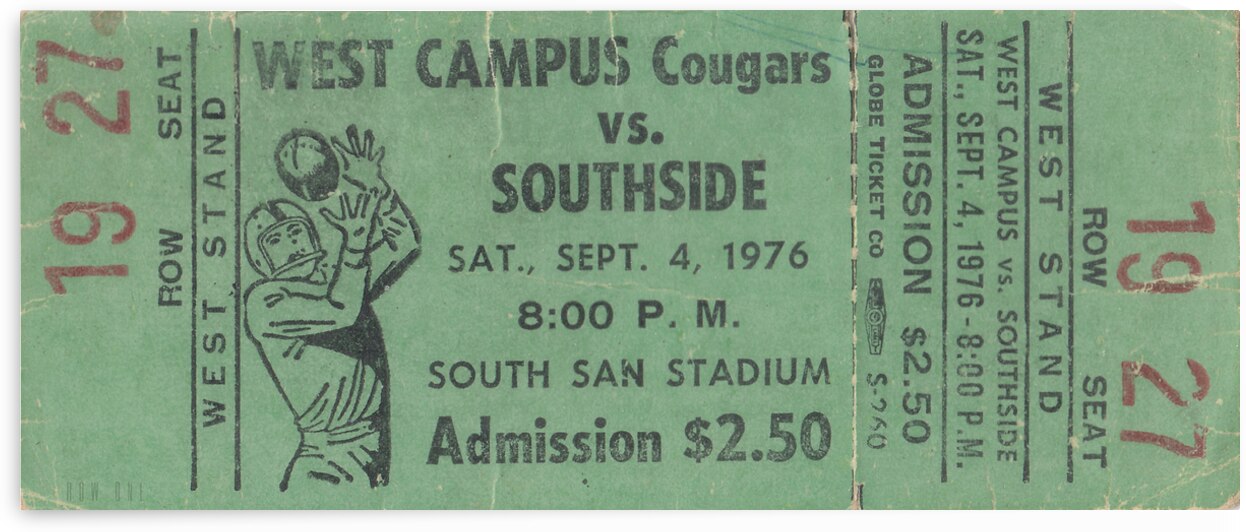 19 27
ROW SEAT
WEST STAND
WEST CAMPUS Cougars
vs.
SOUTHSIDE
SAT., SEPT. 4, 1976
8:00 P. M.
SOUTH SAN STADIUM
Admission $2.50
GLOBE TICKET CO
ADMISSION $2.50
SAT., SEPT. 4, 1976-8:00 P.M.
WEST CAMPUS vs. SOUTHSIDE
WEST STAND
ROW SEAT
19 27
ROW ONE